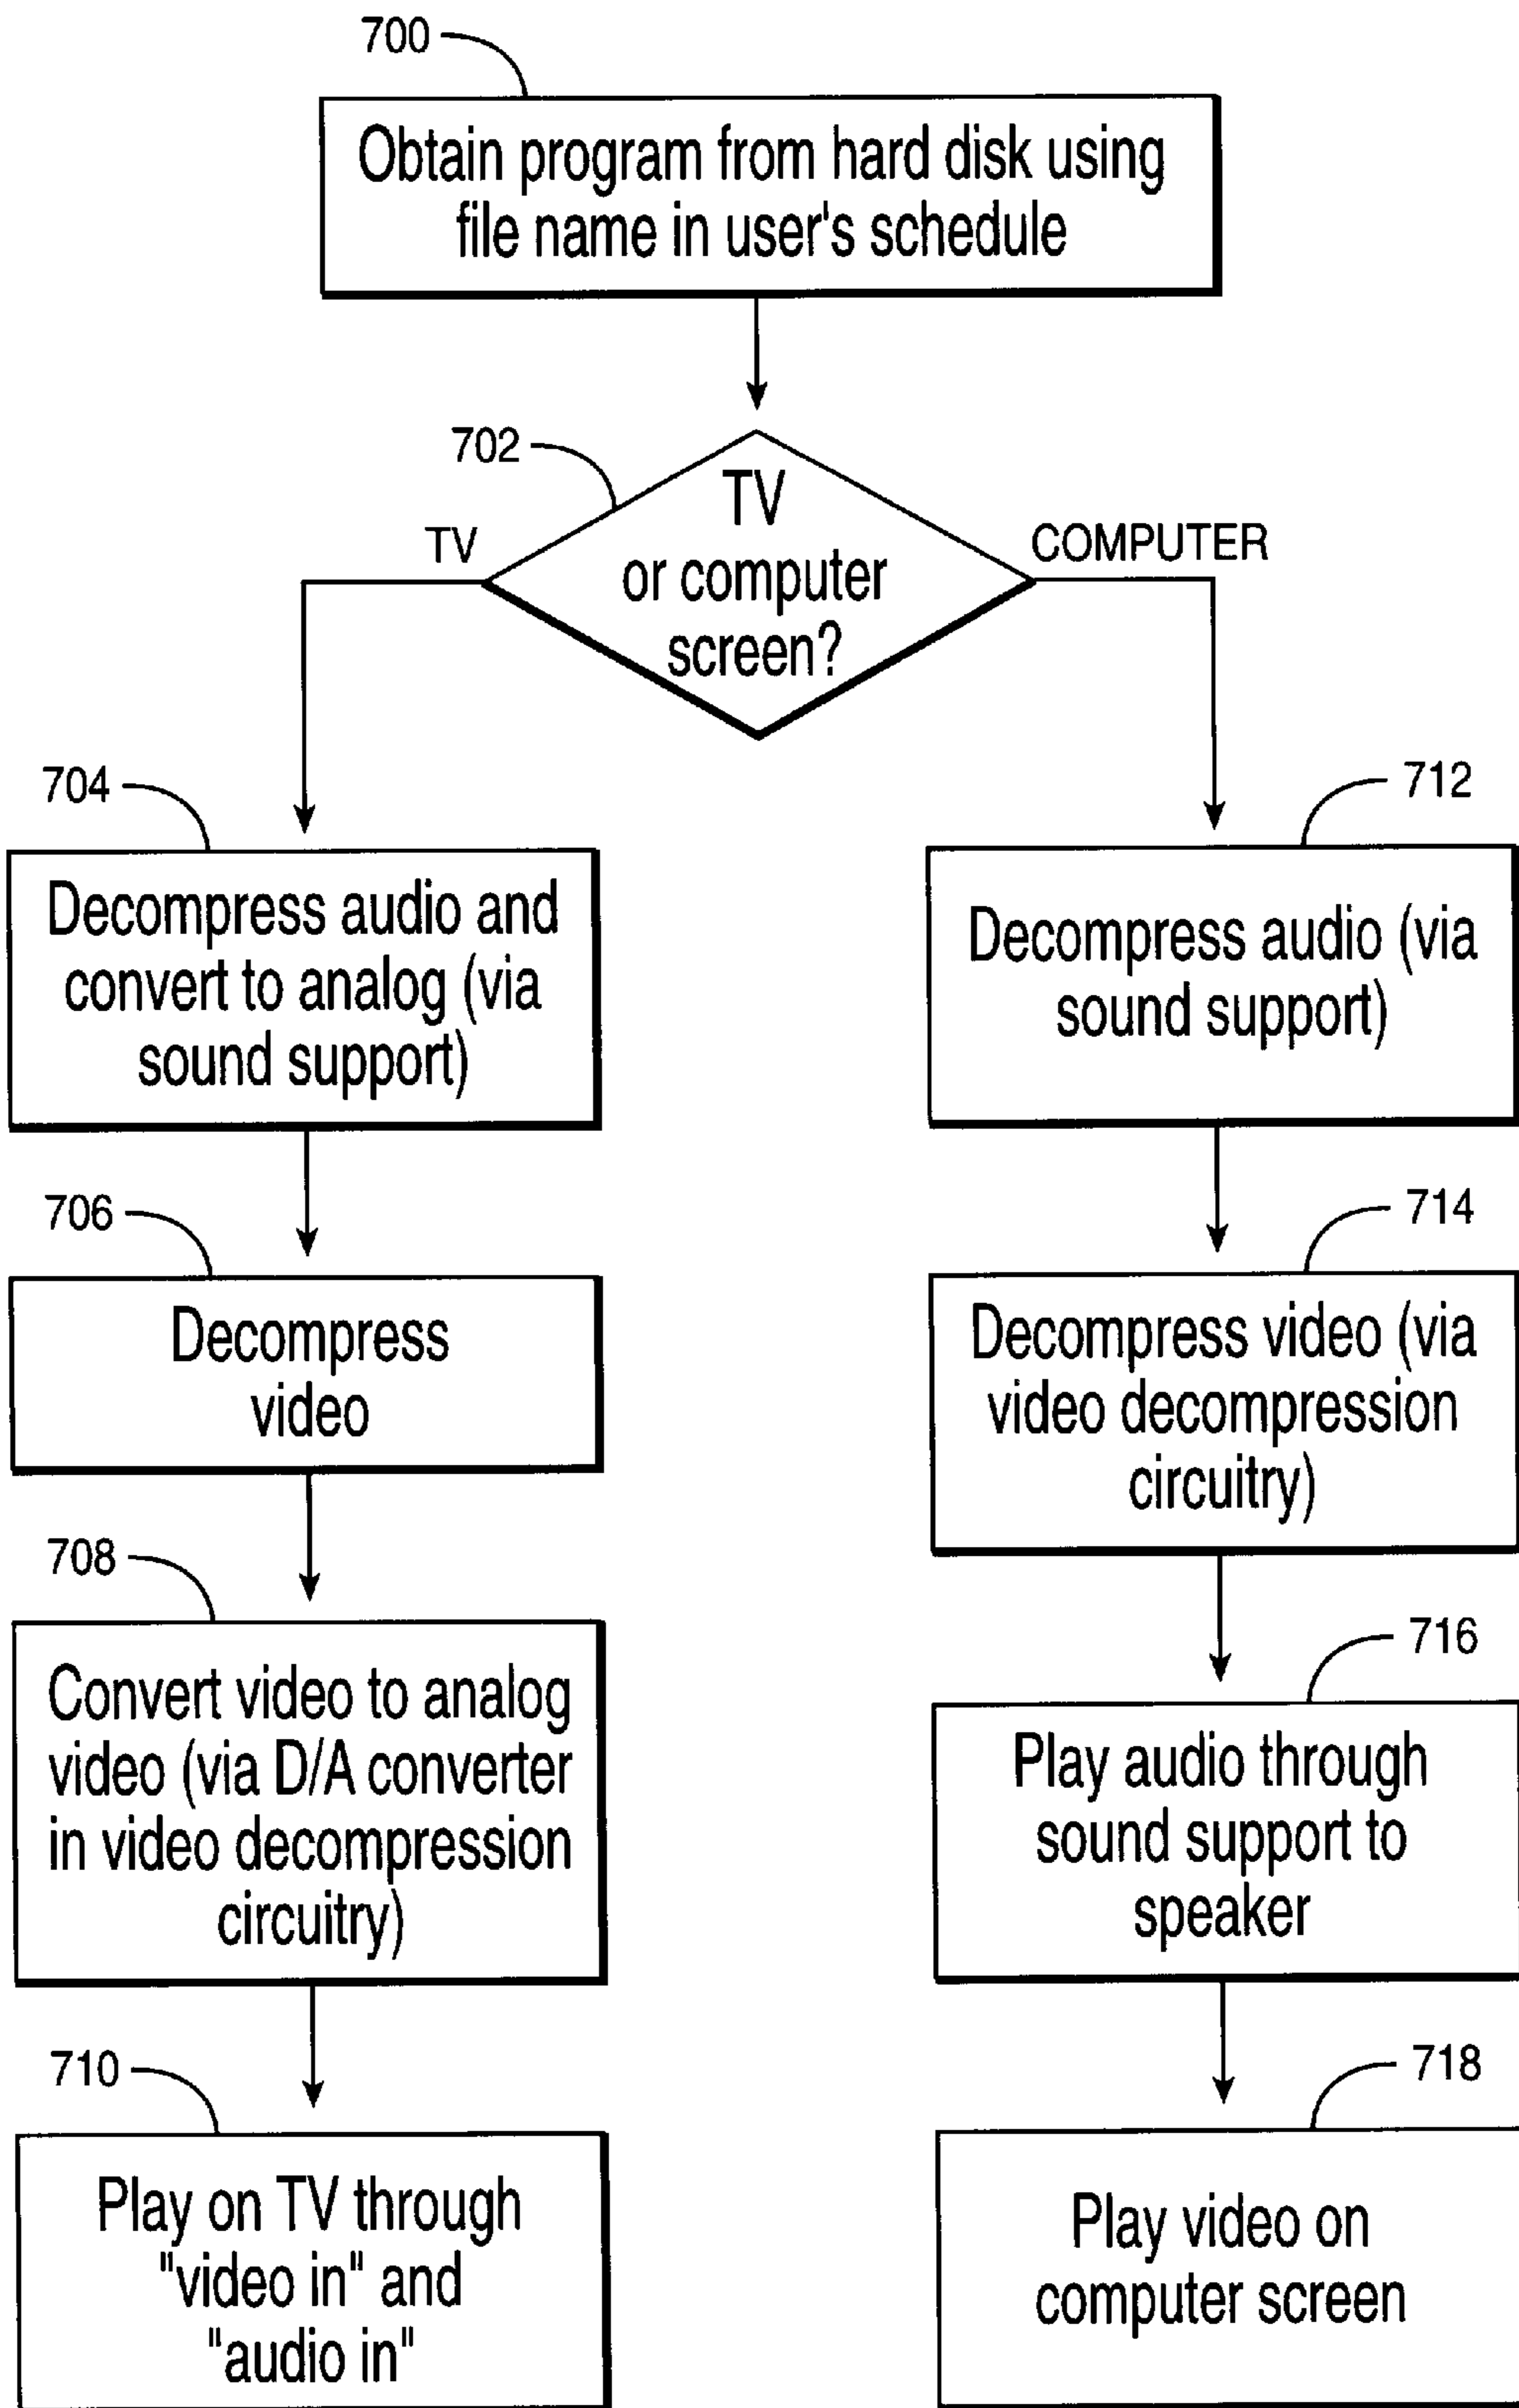 700
Obtain program from hard disk using
file name in user's schedule
702
TV
or computer
screen?
TV
COMPUTER
704
Decompress audio and
convert to analog (via
sound support)
706
Decompress
video
708
Convert video to analog
video (via D/A converter
in video decompression
circuitry)
710
Play on TV through
"video in" and
"audio in"
712
Decompress audio (via
sound support)
714
Decompress video (via
video decompression
circuitry)
716
Play audio through
sound support to
speaker
718
Play video on
computer screen